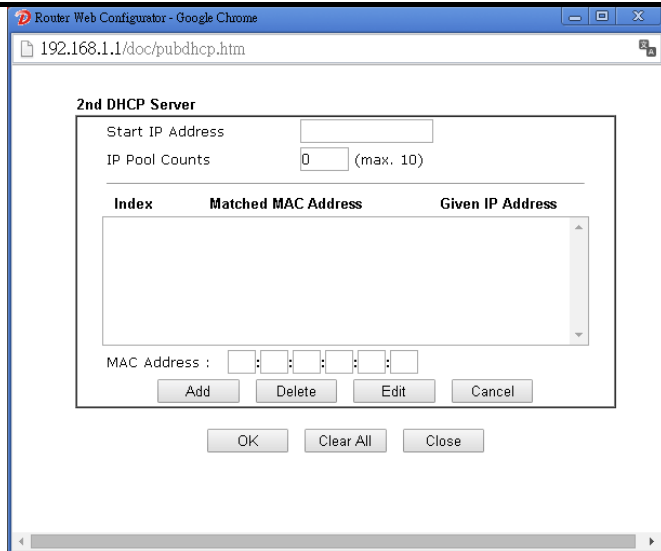 Router Web Configurator - Google Chrome
192.168.1.1/doc/pubdhcp.htm
2nd DHCP Server
Start IP Address
IP Pool Counts 0 (max. 10)
Index Matched MAC Address Given IP Address
MAC Address : : : : : :
Add Delete Edit Cancel
OK Clear All Close